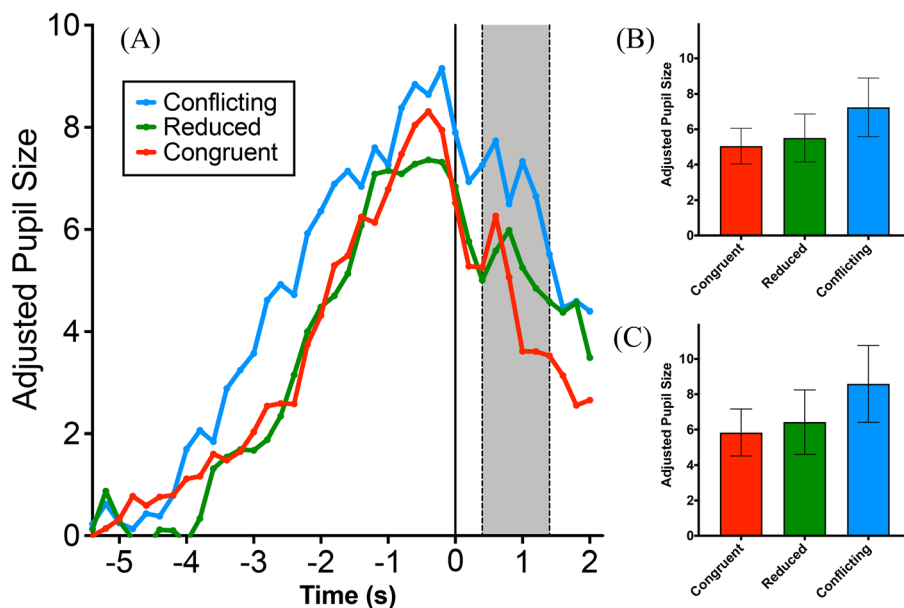 (A)
10
8
6
4
2
0
Adjusted Pupil Size
Conflicting
Reduced
Congruent
-5 -4 -3 -2 -1 0 1 2
Time (s)
(B)
10
8
6
4
2
0
Adjusted Pupil Size
Congruent
Reduced
Conflicting
(C)
10
8
6
4
2
0
Adjusted Pupil Size
Congruent
Reduced
Conflicting